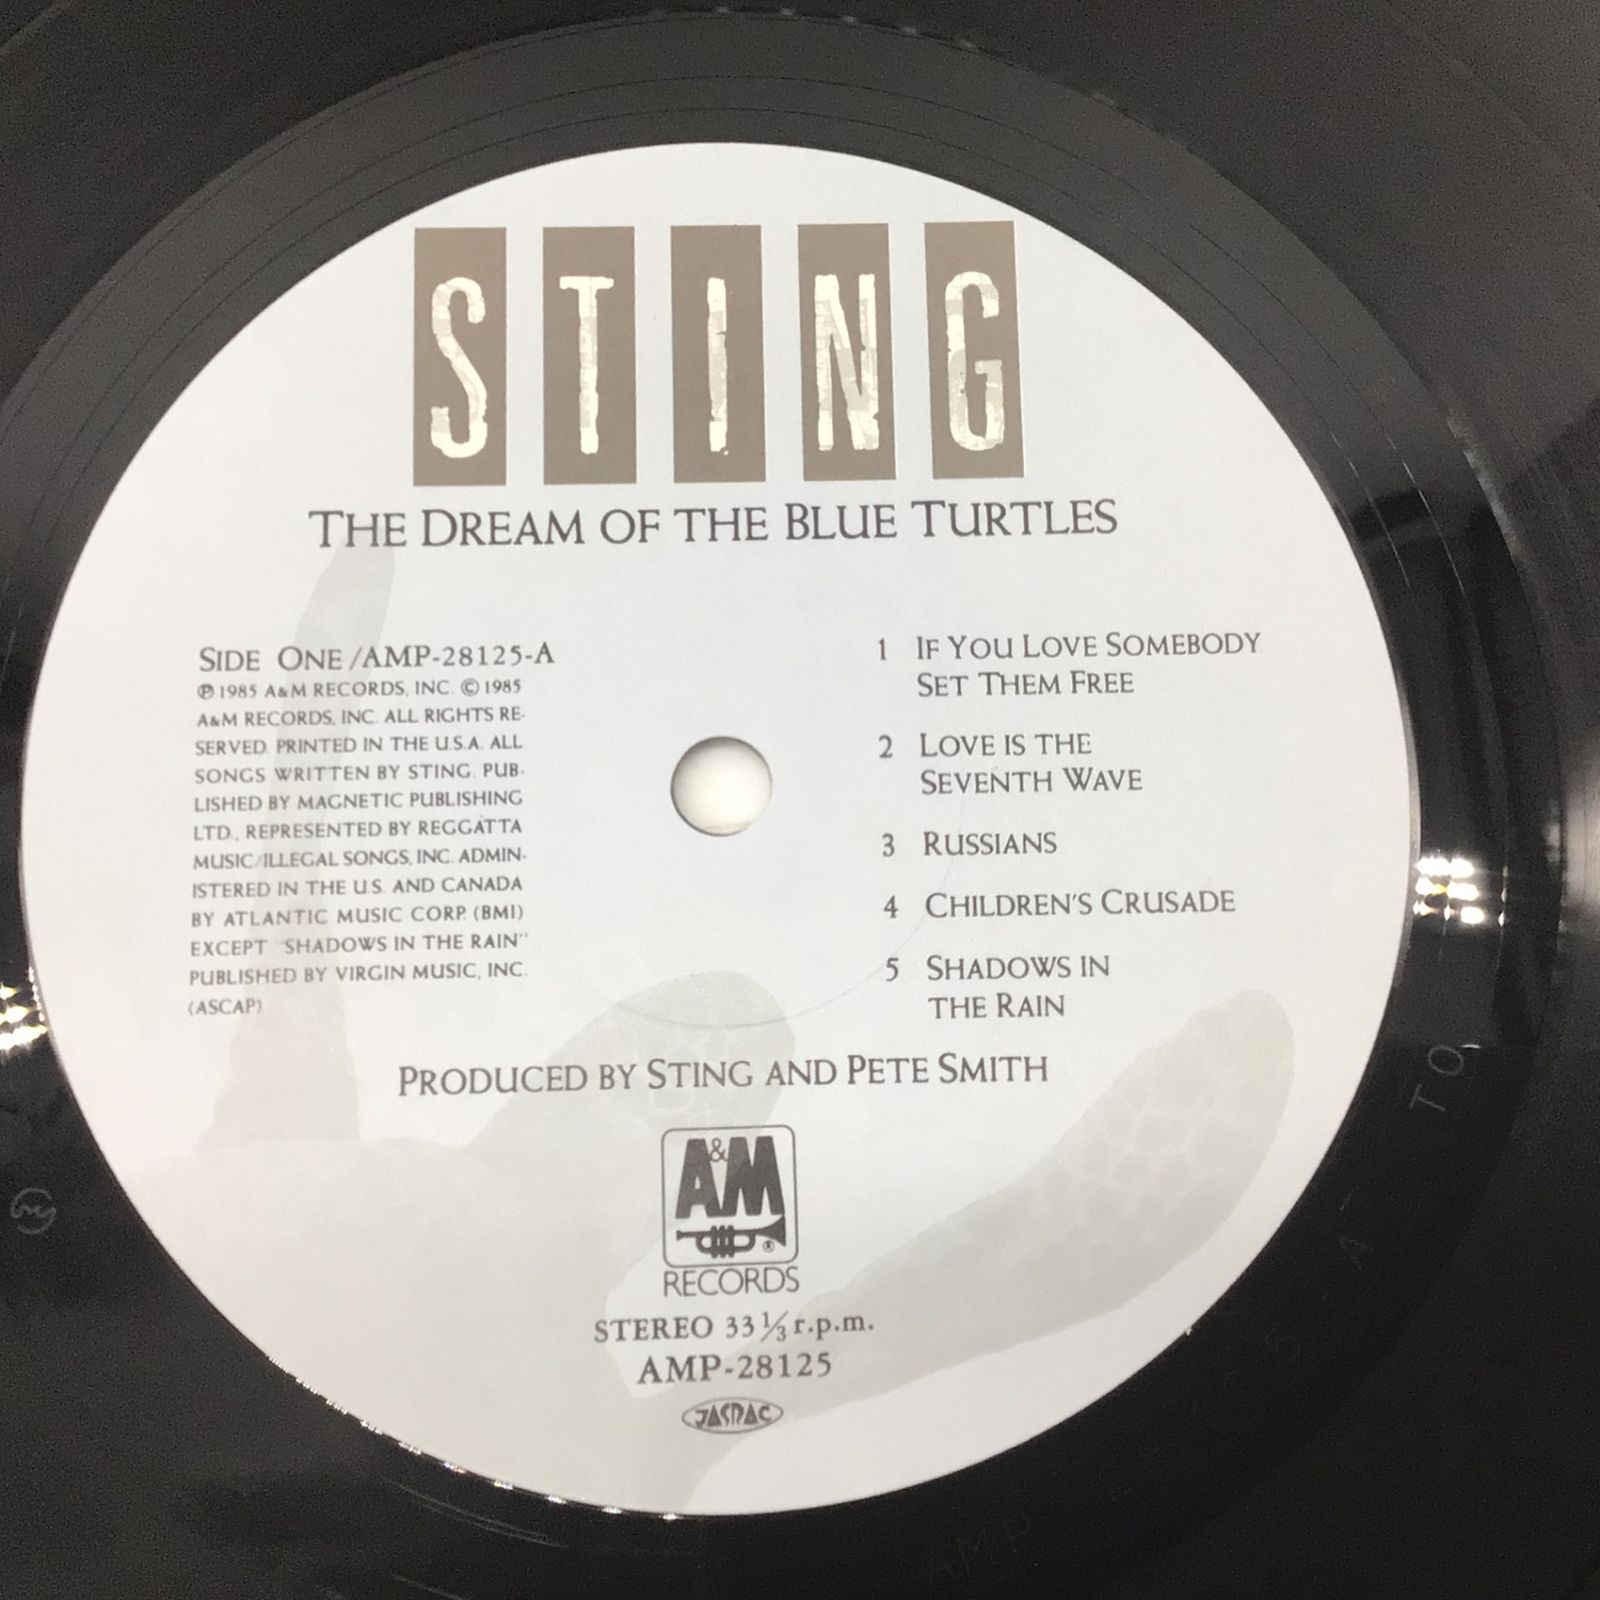 STING
THE DREAM OF THE BLUE TURTLES
SIDE ONE/AMP-28125-A
℗ 1985 A&M RECORDS, INC. © 1985
A&M RECORDS, INC. ALL RIGHTS RE-
SERVED. PRINTED IN THE U.S.A. ALL
SONGS WRITTEN BY STING. PUB-
LISHED BY MAGNETIC PUBLISHING
LTD., REPRESENTED BY REGGATTA
MUSIC/ILLEGAL SONGS, INC. ADMIN-
ISTERED IN THE U.S. AND CANADA
BY ATLANTIC MUSIC CORP. (BMI)
EXCEPT "SHADOWS IN THE RAIN"
PUBLISHED BY VIRGIN MUSIC, INC.
(ASCAP)
1 IF YOU LOVE SOMEBODY
SET THEM FREE
2 LOVE IS THE
SEVENTH WAVE
3 RUSSIANS
4 CHILDREN'S CRUSADE
5 SHADOWS IN
THE RAIN
PRODUCED BY STING AND PETE SMITH
A&M
®
RECORDS
STEREO 33⅓ r.p.m.
AMP-28125
JASRAC
AMP